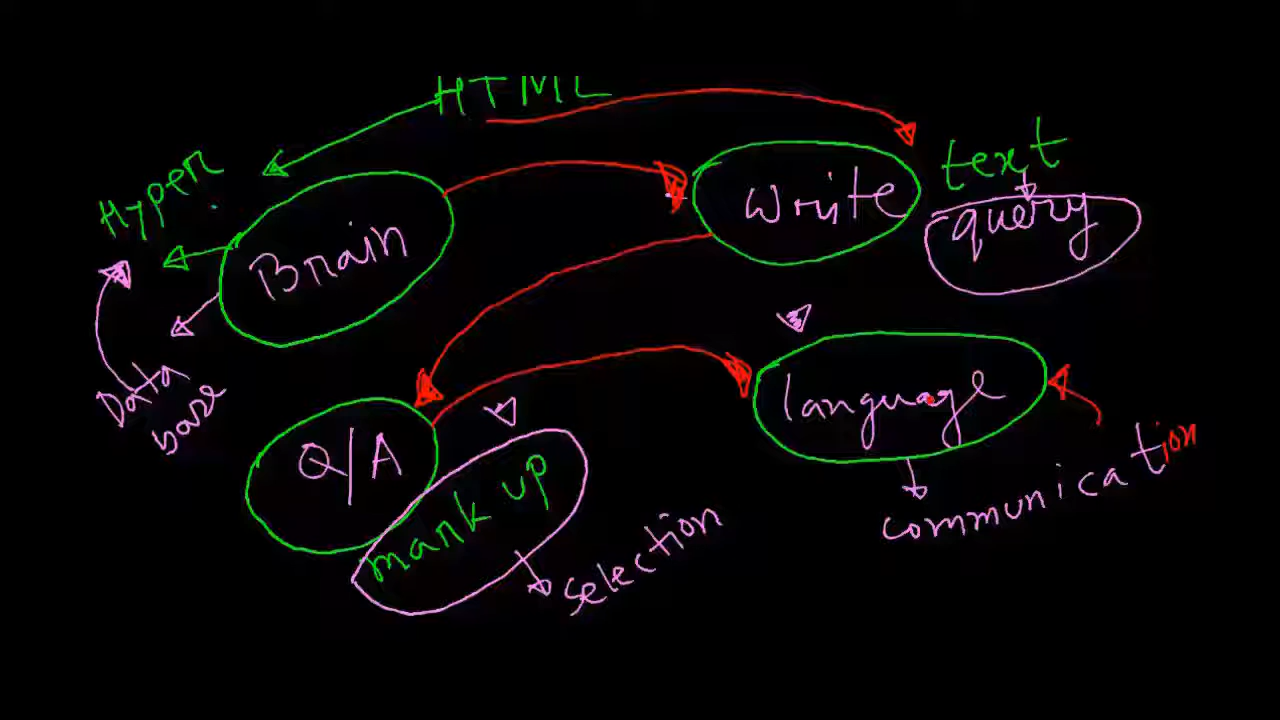 HTML
Hyper
text
Write
query
Brain
Data
base
language
Q/A
mark up
communication
selection